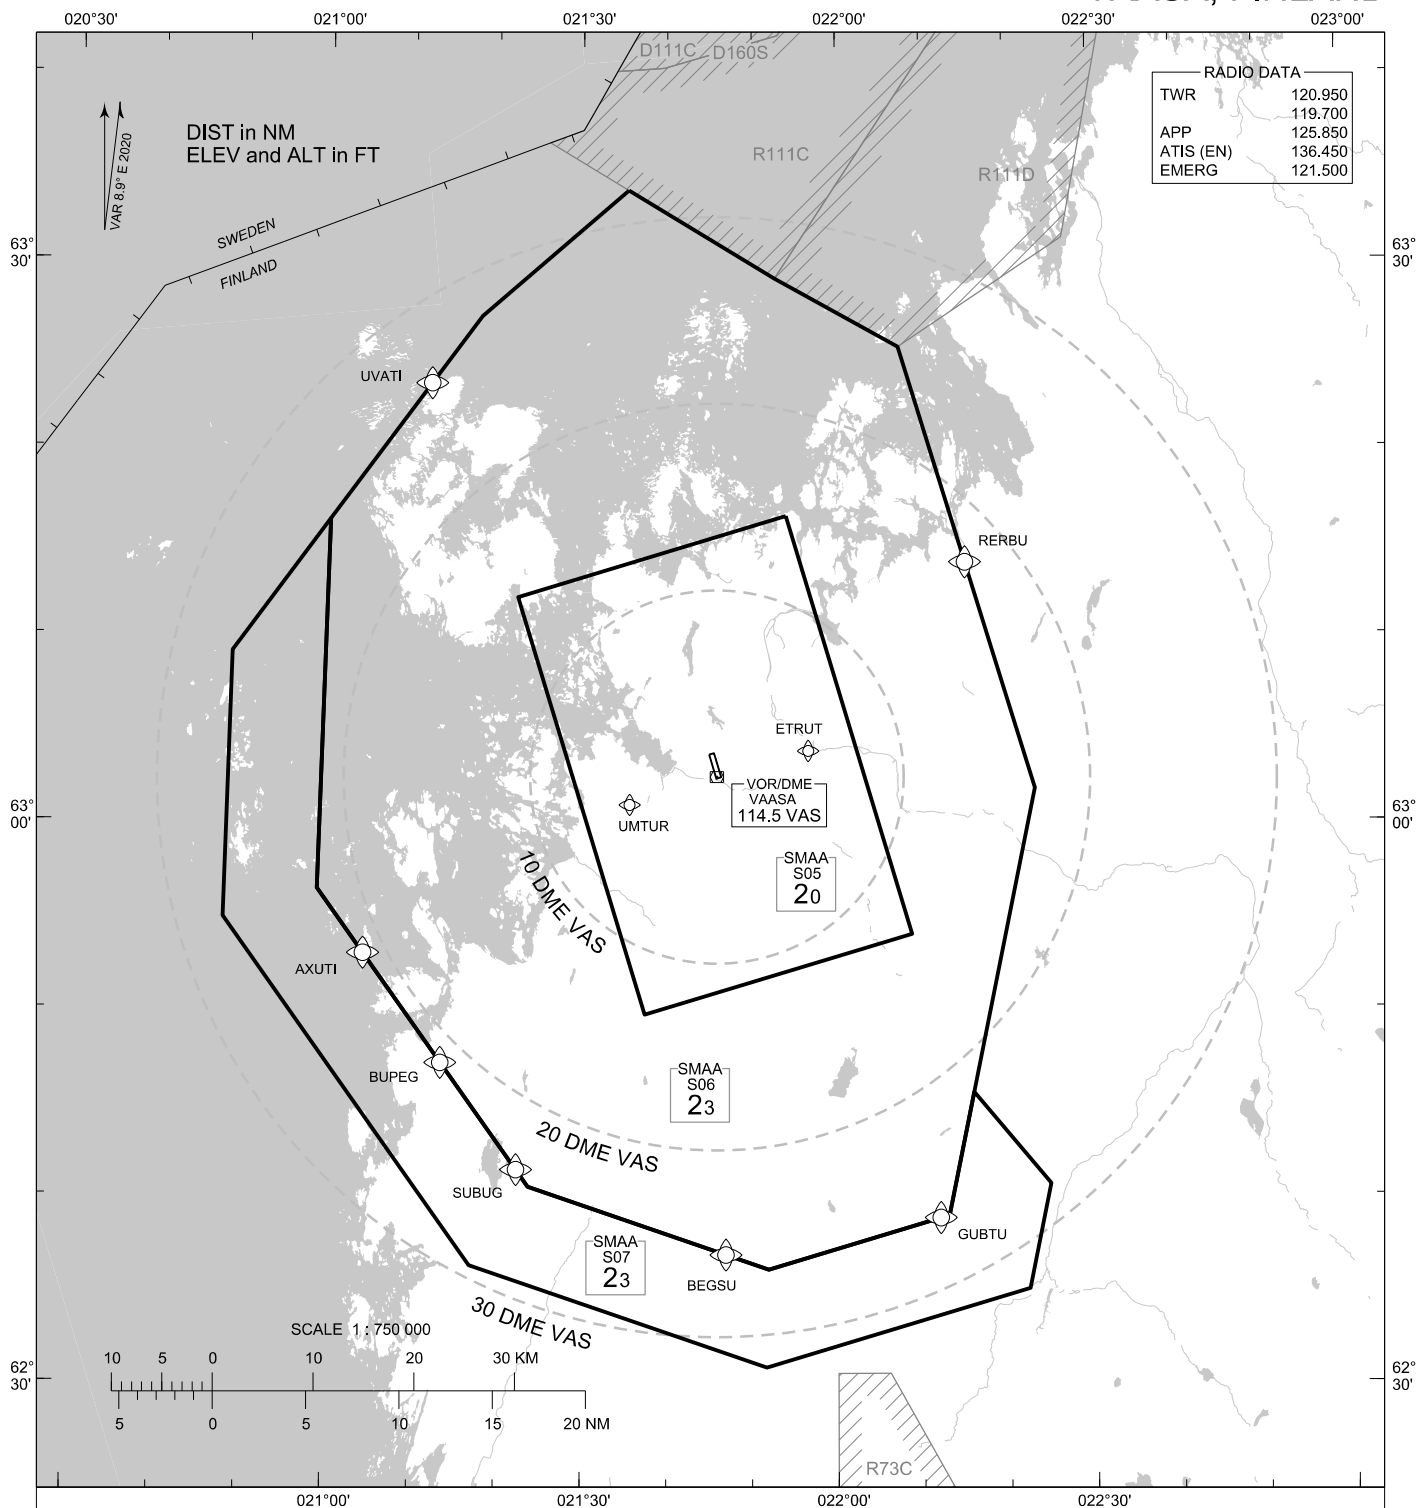 020°30'
021°00'
021°30'
022°00'
022°30'
023°00'
D111C
D160S
RADIO DATA
TWR 120.950
119.700
APP 125.850
ATIS (EN) 136.450
EMERG 121.500
VAR 8.9° E 2020
DIST in NM
ELEV and ALT in FT
R111C
R111D
SWEDEN
FINLAND
63°
30'
63°
30'
UVATI
RERBU
ETRUT
VOR/DME
VAASA
114.5 VAS
UMTUR
63°
00'
63°
00'
SMAA
S05
20
10 DME VAS
AXUTI
BUPEG
SMAA
S06
23
20 DME VAS
SUBUG
GUBTU
SMAA
S07
23
BEGSU
30 DME VAS
SCALE 1 : 750 000
10 5 0 10 20 30 KM
5 0 5 10 15 20 NM
62°
30'
62°
30'
R73C
021°00'
021°30'
022°00'
022°30'